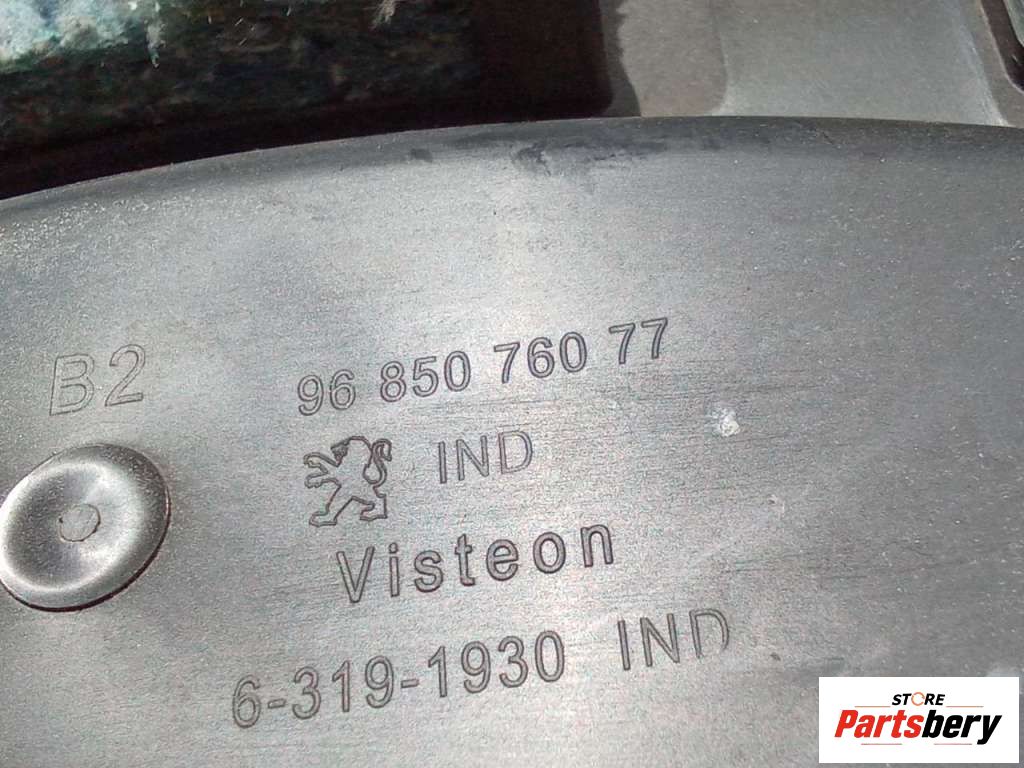 B2
96 850 760 77
IND
Visteon
6-319-1930 IND
STORE
Partsbery